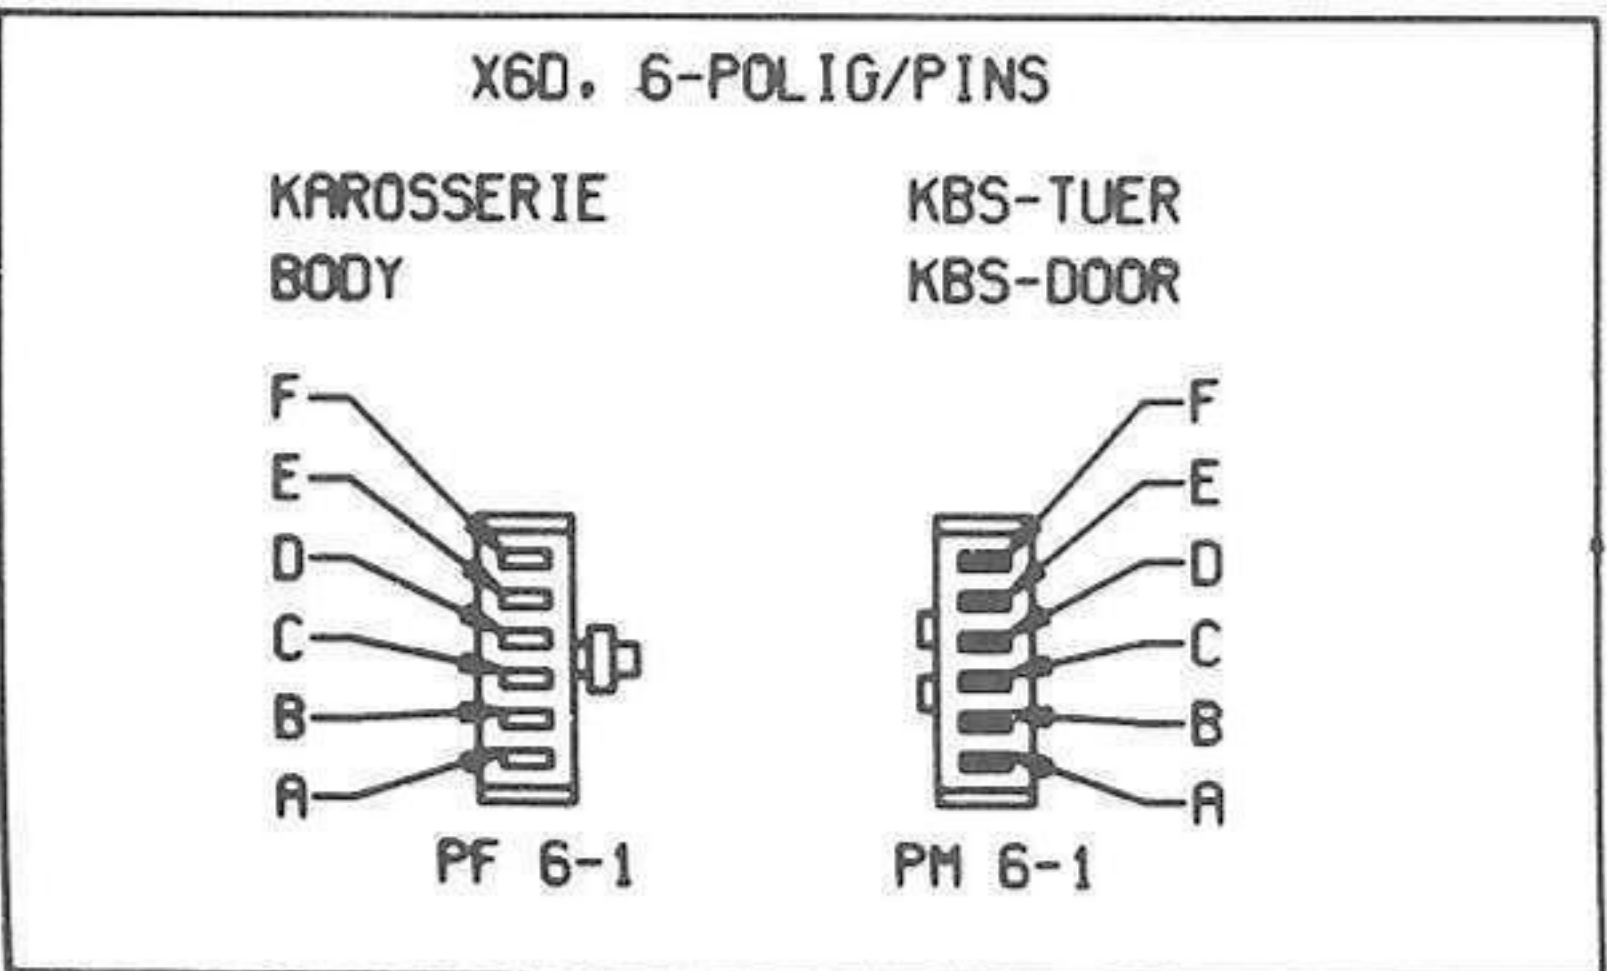 X6D. 6-POLIG/PINS
KAROSSERIE
BODY
KBS-TUER
KBS-DOOR
F
E
D
C
B
A
PF 6-1
F
E
D
C
B
A
PM 6-1